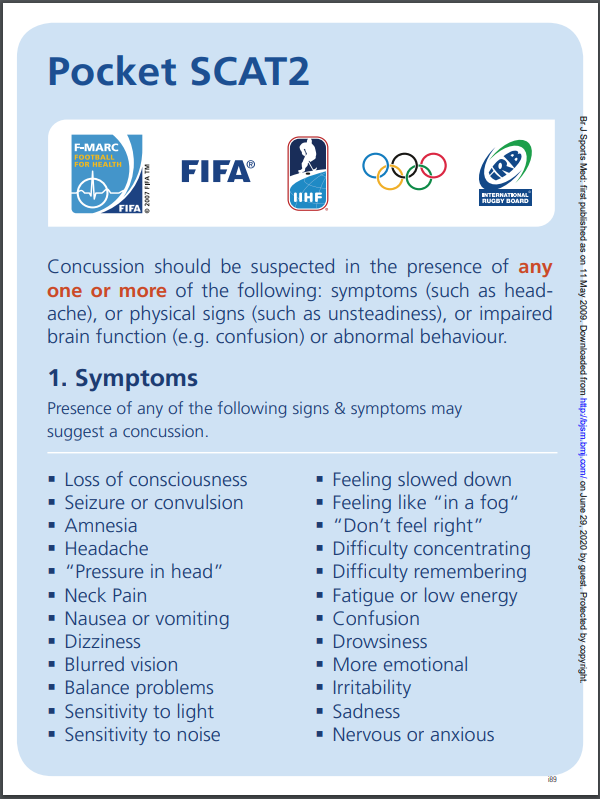 Pocket SCAT2
F-MARC
FOOTBALL
FOR HEALTH
FIFA
© 2007 FIFA TM
FIFA®
IIHF
®
IRB
INTERNATIONAL
RUGBY BOARD
Concussion should be suspected in the presence of any
one or more of the following: symptoms (such as head-
ache), or physical signs (such as unsteadiness), or impaired
brain function (e.g. confusion) or abnormal behaviour.
1. Symptoms
Presence of any of the following signs & symptoms may
suggest a concussion.
▪ Loss of consciousness
▪ Seizure or convulsion
▪ Amnesia
▪ Headache
▪ “Pressure in head”
▪ Neck Pain
▪ Nausea or vomiting
▪ Dizziness
▪ Blurred vision
▪ Balance problems
▪ Sensitivity to light
▪ Sensitivity to noise
▪ Feeling slowed down
▪ Feeling like “in a fog“
▪ “Don’t feel right”
▪ Difficulty concentrating
▪ Difficulty remembering
▪ Fatigue or low energy
▪ Confusion
▪ Drowsiness
▪ More emotional
▪ Irritability
▪ Sadness
▪ Nervous or anxious
i89
Br J Sports Med: first published as on 11 May 2009. Downloaded from http://bjsm.bmj.com/ on June 29, 2020 by guest. Protected by copyright.